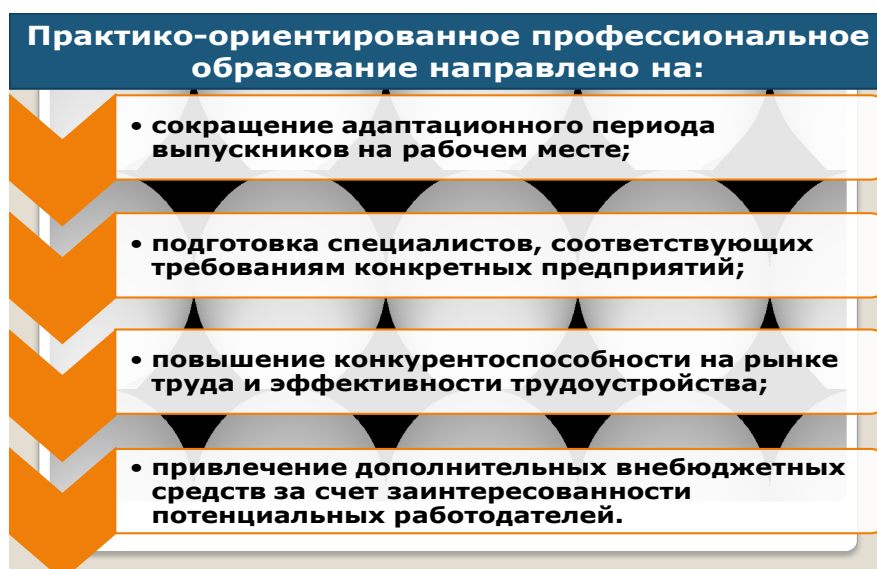 Практико-ориентированное профессиональное
образование направлено на:
• сокращение адаптационного периода
выпускников на рабочем месте;
• подготовка специалистов, соответствующих
требованиям конкретных предприятий;
• повышение конкурентоспособности на рынке
труда и эффективности трудоустройства;
• привлечение дополнительных внебюджетных
средств за счет заинтересованности
потенциальных работодателей.